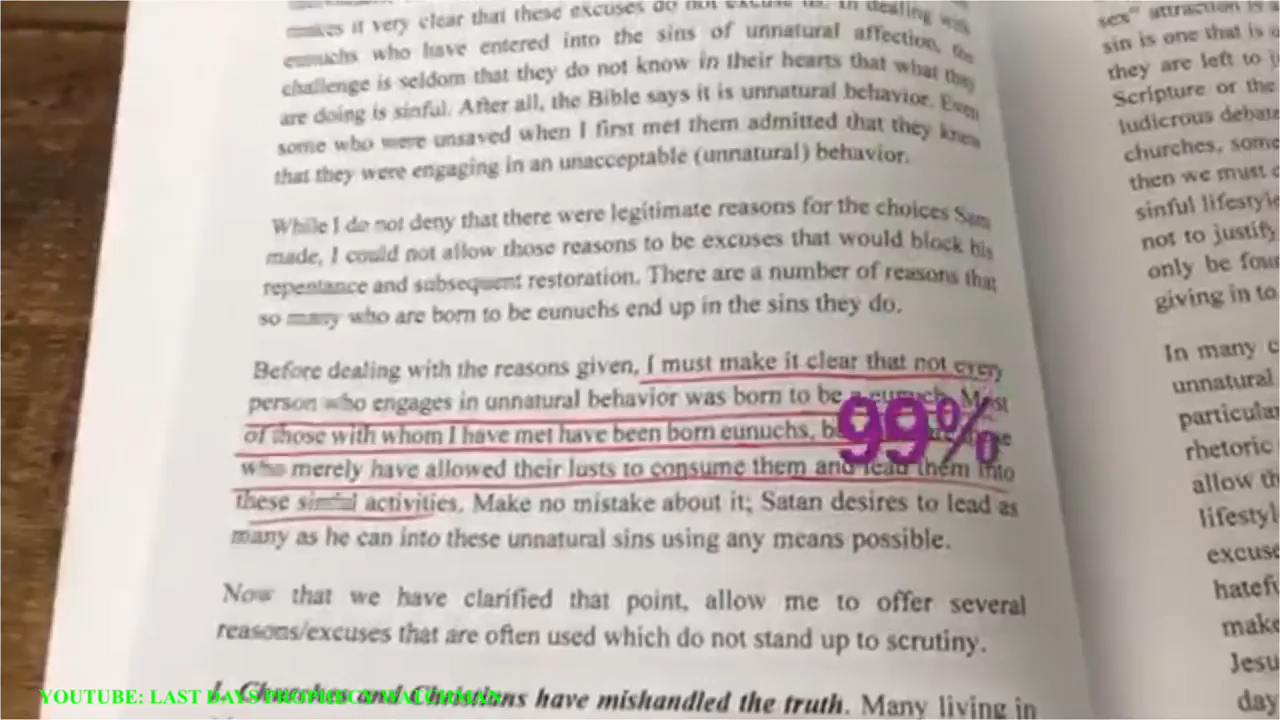 makes it very clear that these excuses do not excuse us. In dealing with
eunuchs who have entered into the sins of unnatural affection, the
challenge is seldom that they do not know in their hearts that what they
are doing is sinful. After all, the Bible says it is unnatural behavior. Even
some who were unsaved when I first met them admitted that they knew
that they were engaging in an unacceptable (unnatural) behavior.
While I do not deny that there were legitimate reasons for the choices Sam
made, I could not allow those reasons to be excuses that would block his
repentance and subsequent restoration. There are a number of reasons that
so many who are born to be eunuchs end up in the sins they do.
Before dealing with the reasons given, I must make it clear that not every
person who engages in unnatural behavior was born to be a eunuch. Most
of those with whom I have met have been born eunuchs,
99%
who merely have allowed their lusts to consume them and lead them into
these sinful activities. Make no mistake about it; Satan desires to lead as
many as he can into these unnatural sins using any means possible.
Now that we have clarified that point, allow me to offer several
reasons/excuses that are often used which do not stand up to scrutiny.
Churches and Christians have mishandled the truth. Many living in
YOUTUBE: LAST DAYS PROPHECY WATCHMAN
sex" attraction is
sin is one that is
they are left to
Scripture or the
ludicrous
churches, some
then we must
sinful
not to justify
only be
giving in to
In many
unnatural
rhetoric
allow
make